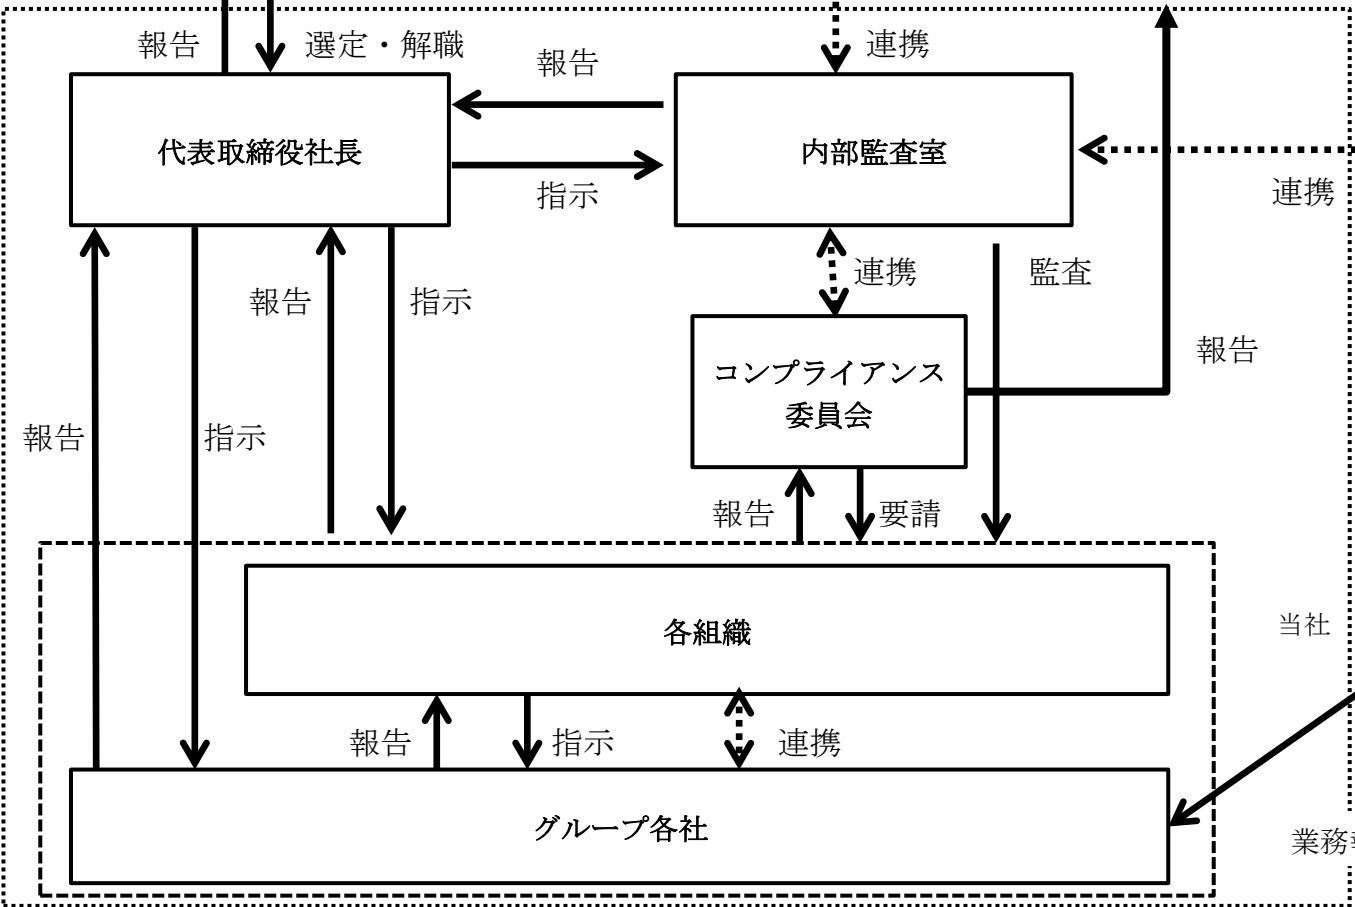 報告
選定・解職
連携
報告
代表取締役社長
内部監査室
指示
連携
連携
監査
報告
指示
報告
コンプライアンス
委員会
報告
指示
報告
要請
各組織
当社
報告
指示
連携
グループ各社
業務